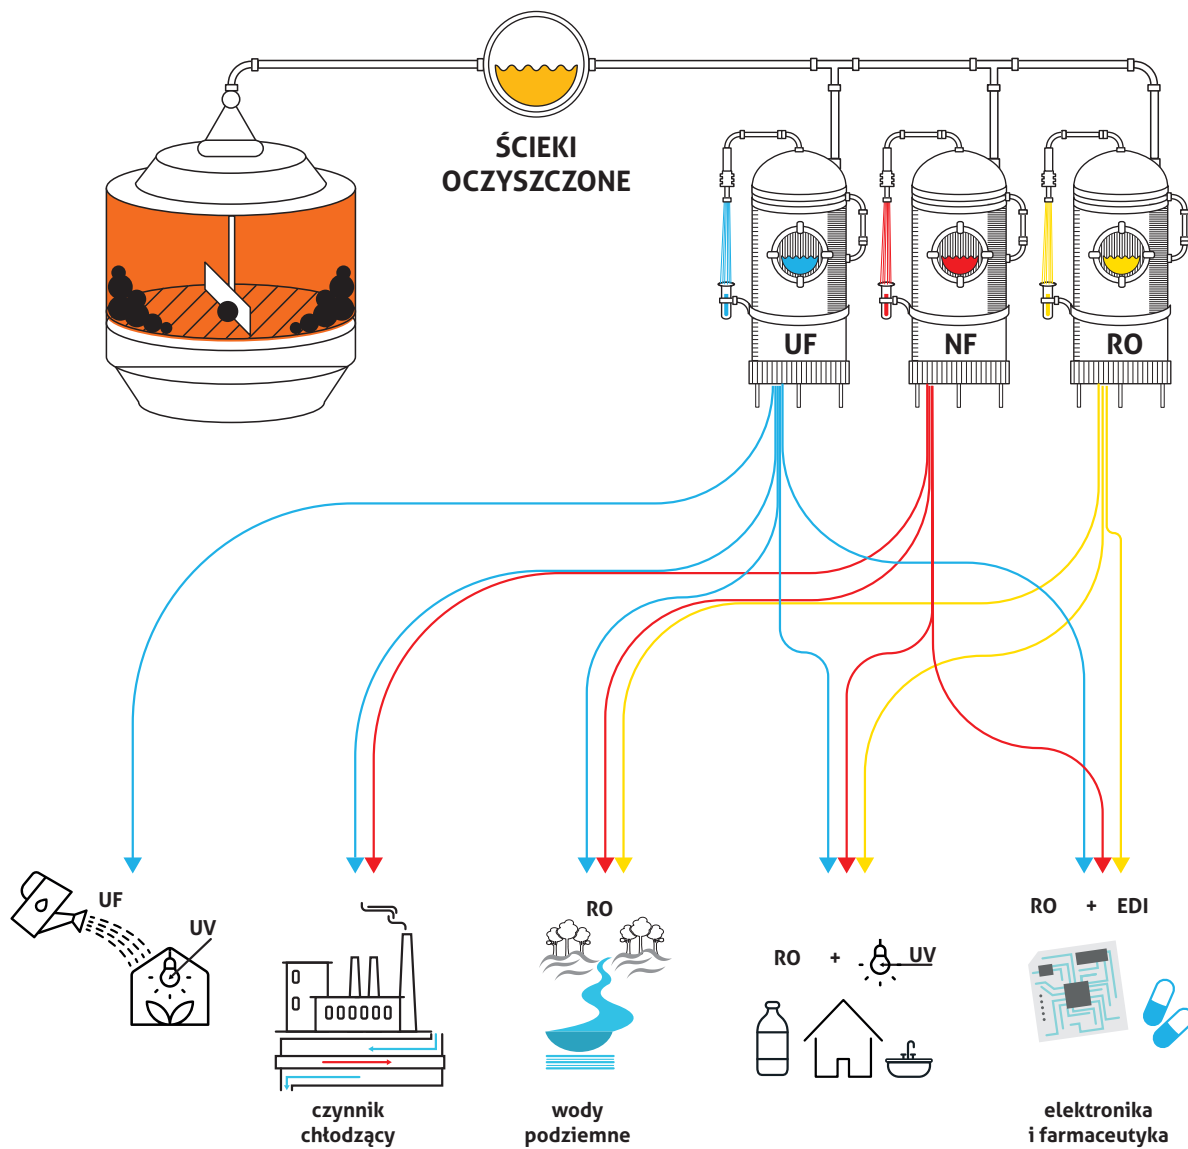 ŚCIEKI
OCZYSZCZONE
UF
NF
RO
UF
UV
RO
RO + UV
RO + EDI
czynnik
chłodzący
wody
podziemne
elektronika
i farmaceutyka